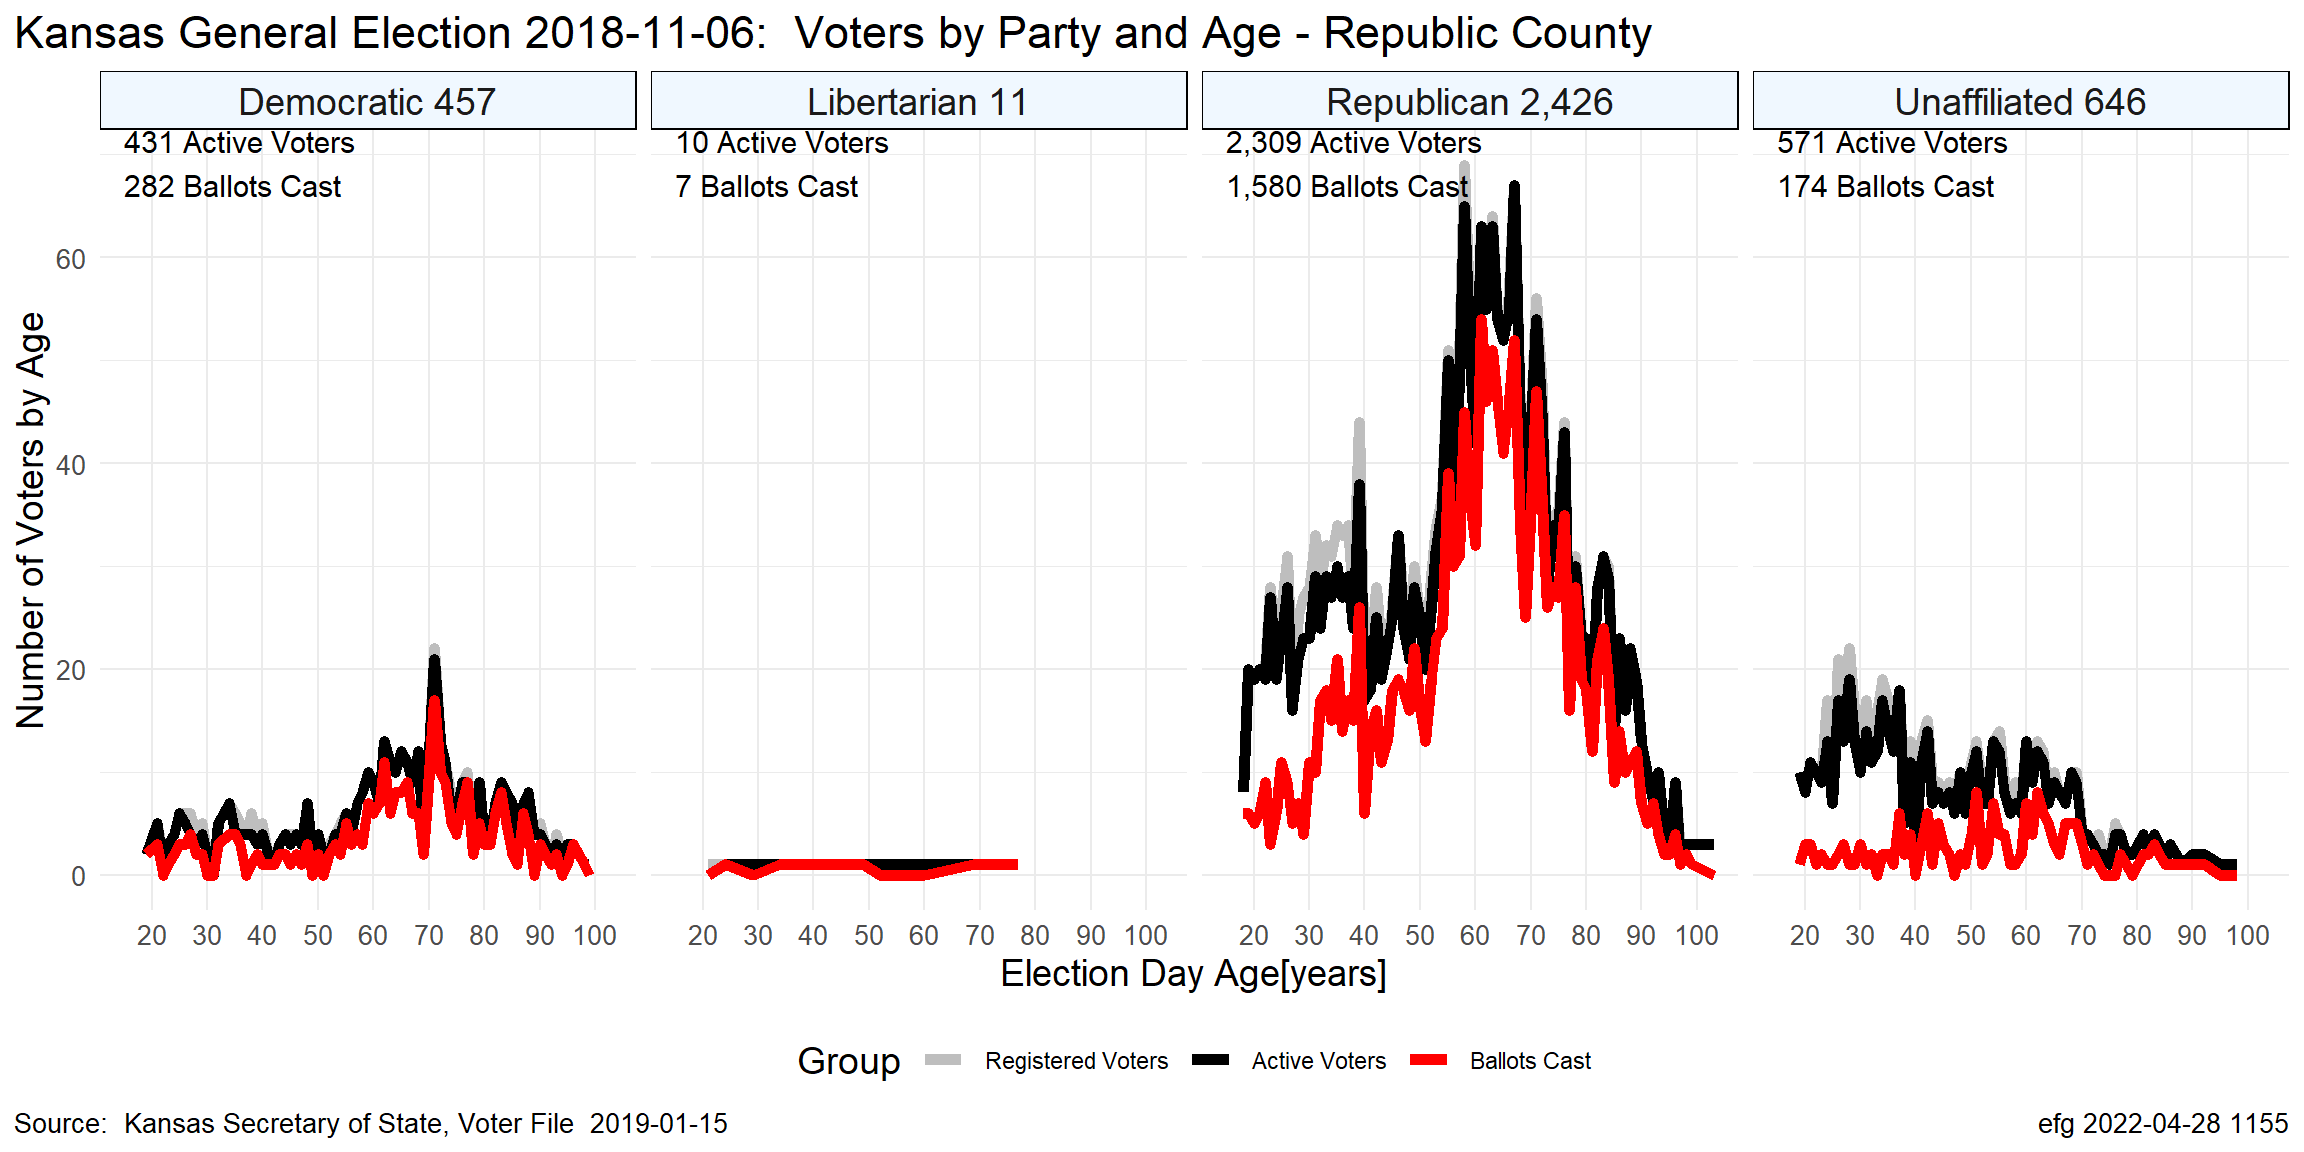 Kansas General Election 2018-11-06:  Voters by Party and Age - Republic County
Democratic 457
Libertarian 11
Republican 2,426
Unaffiliated 646
431 Active Voters
282 Ballots Cast
10 Active Voters
7 Ballots Cast
2,309 Active Voters
1,580 Ballots Cast
571 Active Voters
174 Ballots Cast
Number of Voters by Age
60
40
20
0
20 30 40 50 60 70 80 90 100
20 30 40 50 60 70 80 90 100
20 30 40 50 60 70 80 90 100
20 30 40 50 60 70 80 90 100
Election Day Age[years]
Group Registered Voters Active Voters Ballots Cast
Source:  Kansas Secretary of State, Voter File  2019-01-15
efg 2022-04-28 1155